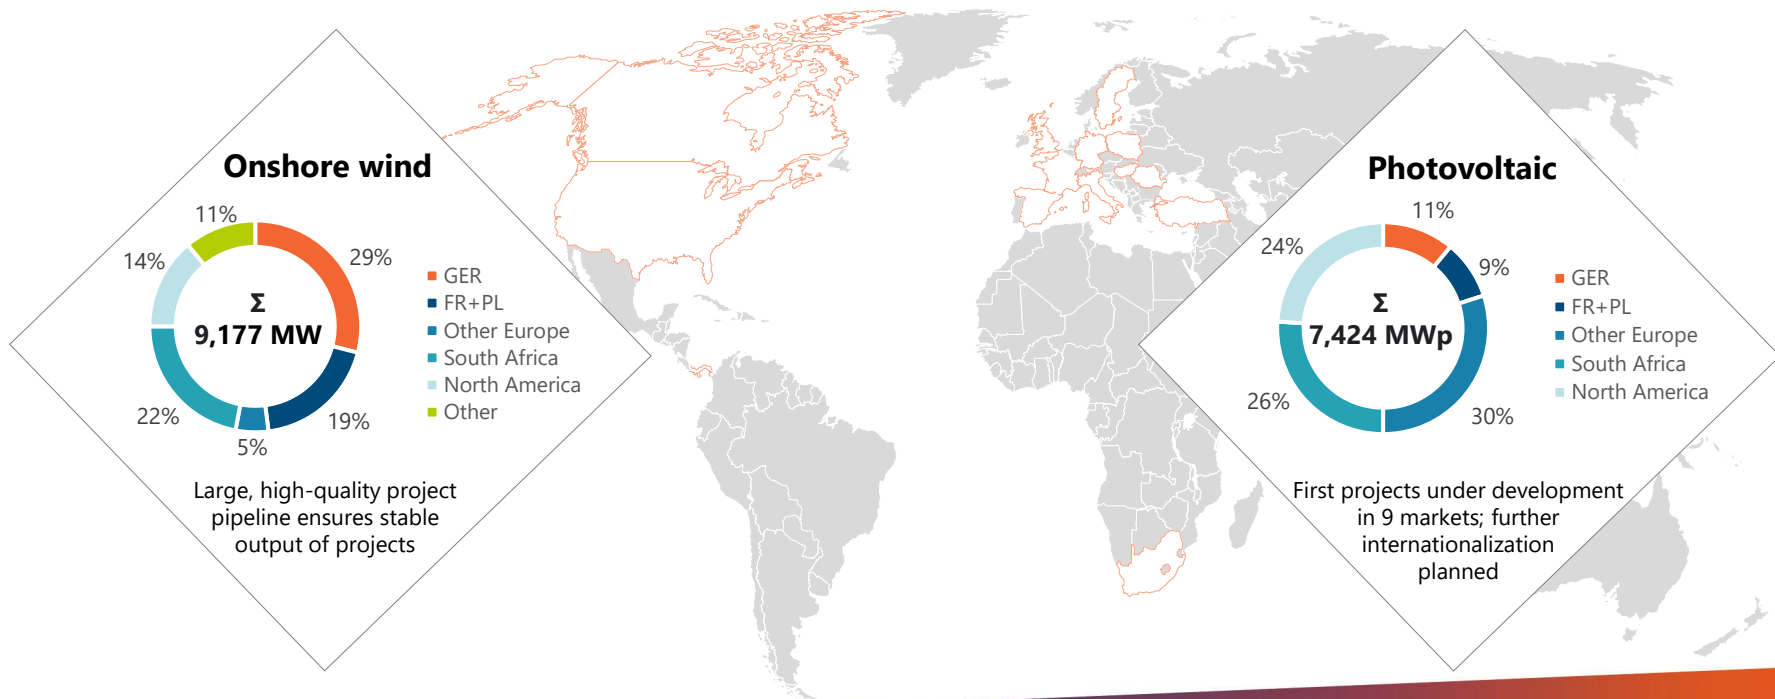 Onshore wind
11%
29%
14%
22%
5%
19%
Σ
9,177 MW
GER
FR+PL
Other Europe
South Africa
North America
Other
Large, high-quality project
pipeline ensures stable
output of projects
Photovoltaic
11%
24%
9%
26%
30%
Σ
7,424 MWp
GER
FR+PL
Other Europe
South Africa
North America
First projects under development
in 9 markets; further
internationalization
planned